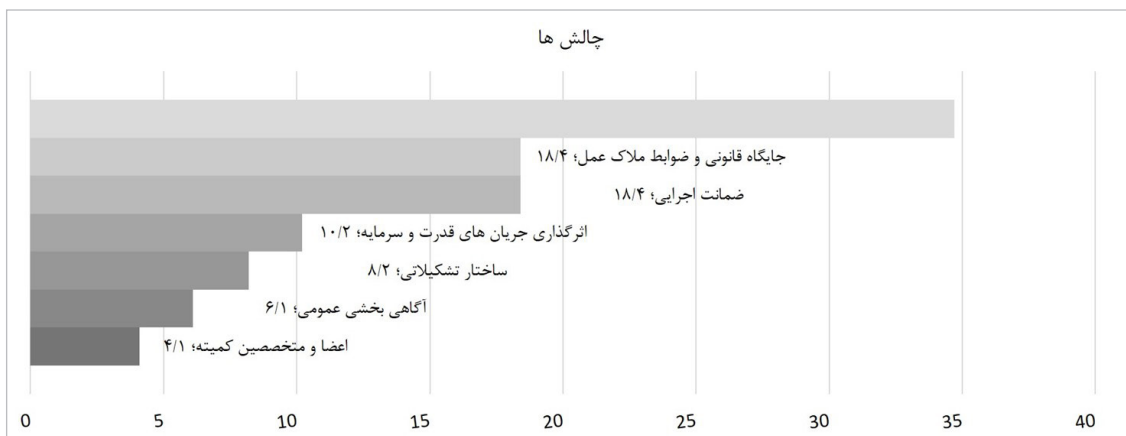 چالش ها
جایگاه قانونی و ضوابط ملاک عمل؛ ۱۸/۴
ضمانت اجرایی؛ ۱۸/۴
اثرگذاری جریان های قدرت و سرمایه؛ ۱۰/۲
ساختار تشکیلاتی؛ ۸/۲
آگاهی بخشی عمومی؛ ۶/۱
اعضا و متخصصین کمیته؛ ۴/۱
0 5 10 15 20 25 30 35 40